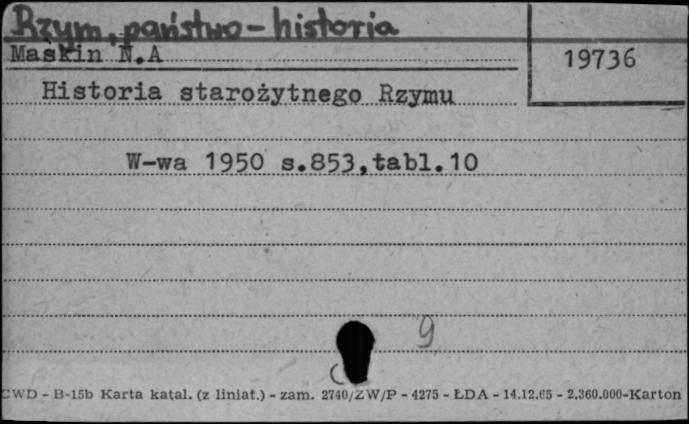 Rzym, państwo - historia
Maskin N.A
19736
Historia starożytnego Rzymu
W-wa 1950 s.853,tabl.10
9
CWD - B-15b Karta katal. (z liniat.) - zam. 2740/ZW/P - 4275 - ŁDA - 14.12.65 - 2.360.000-Karton